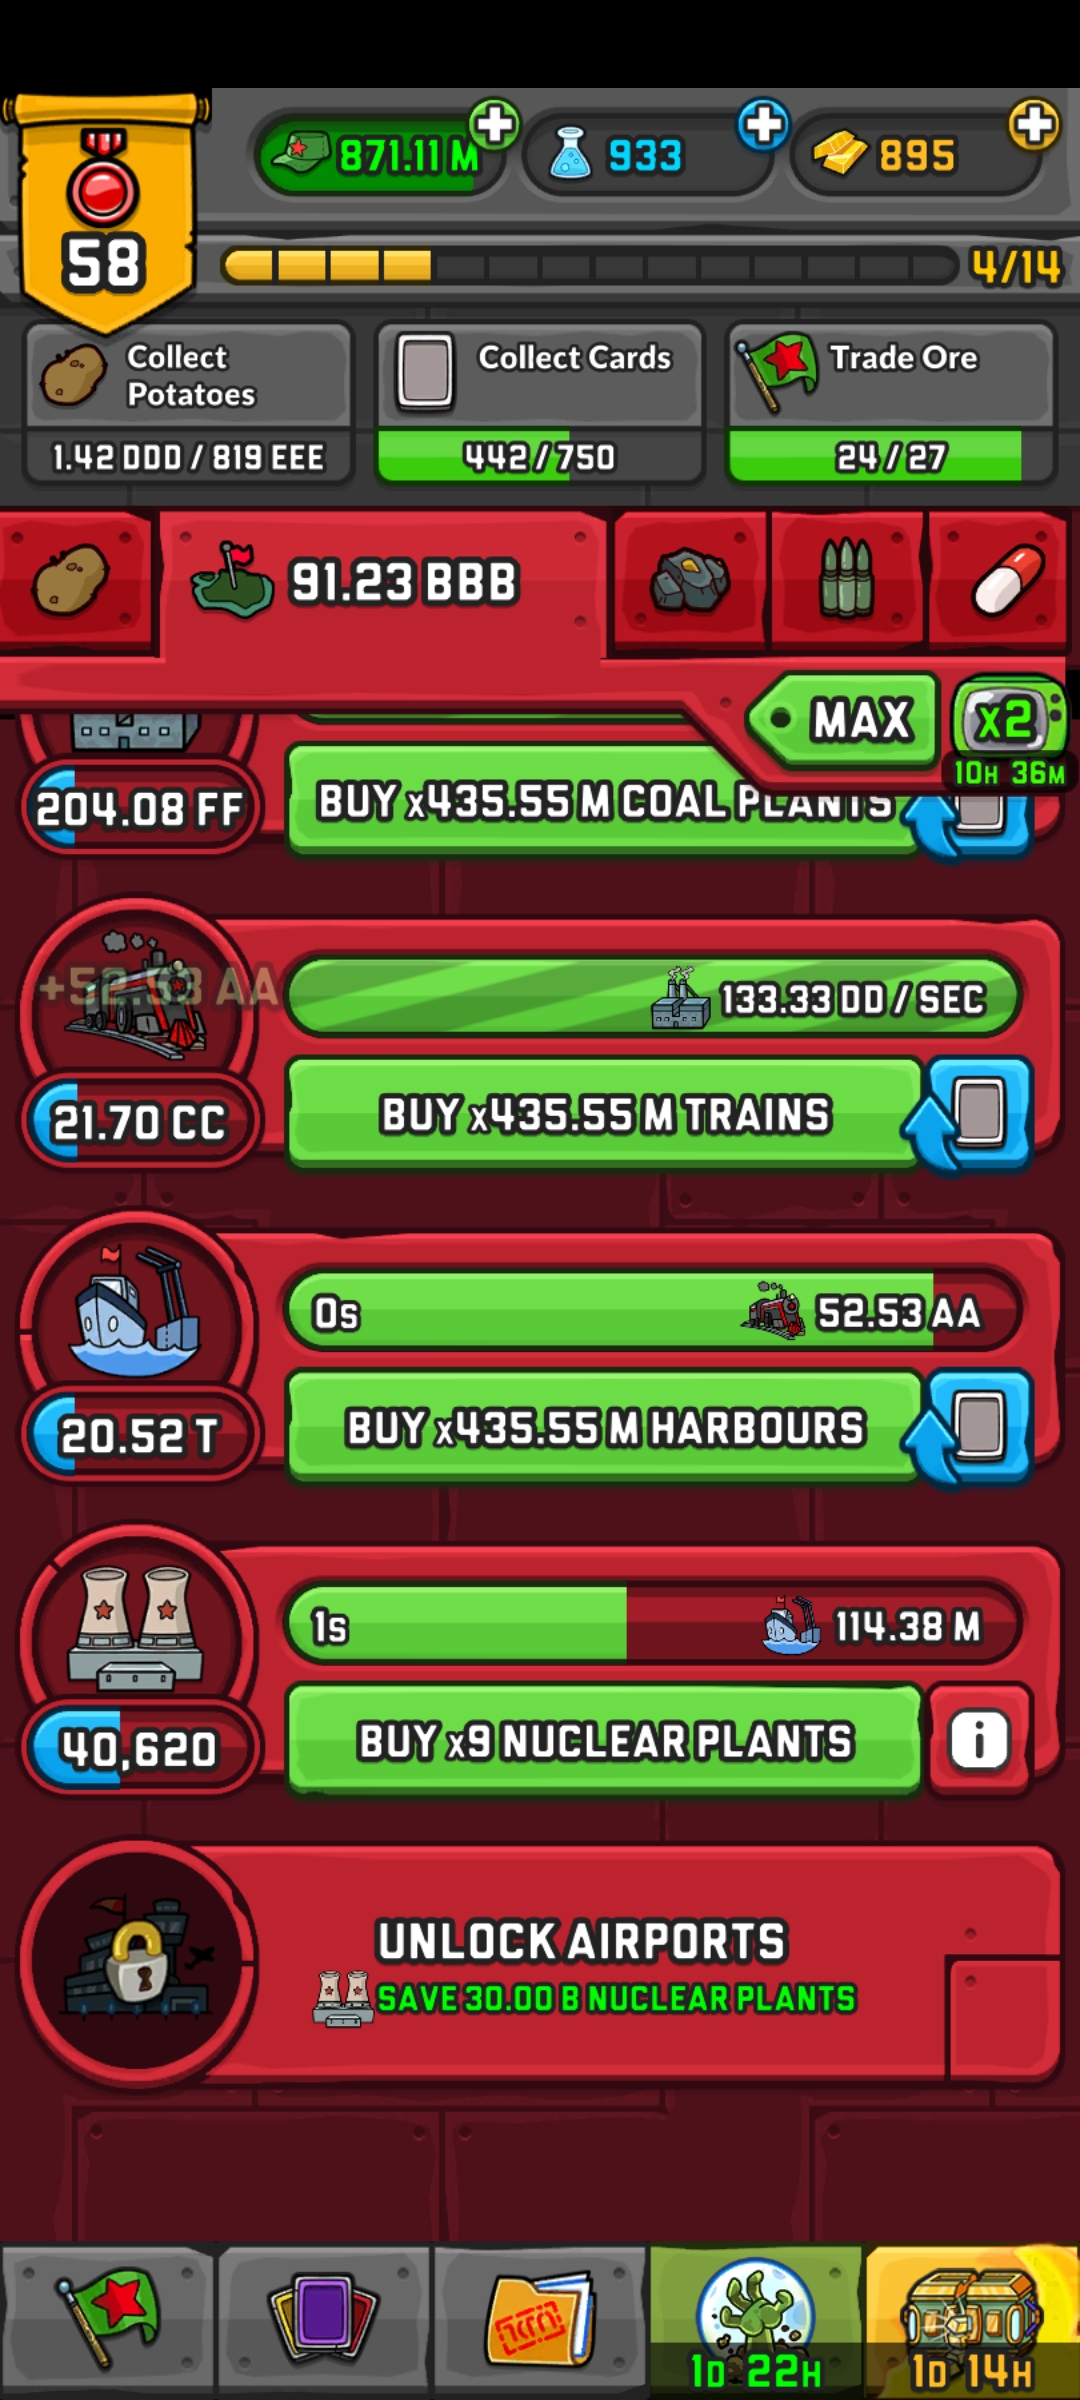 871.11 M
933
895
58
4/14
Collect Potatoes
1.42 DDD / 819 EEE
Collect Cards
442 / 750
Trade Ore
24 / 27
91.23 BBB
MAX
x2
10H 36M
204.08 FF
BUY x435.55 M COAL PLANTS
+52.53 AA
133.33 DD / SEC
21.70 CC
BUY x435.55 M TRAINS
0s
52.53 AA
20.52 T
BUY x435.55 M HARBOURS
1s
114.38 M
40,620
BUY x9 NUCLEAR PLANTS
i
UNLOCK AIRPORTS
SAVE 30.00 B NUCLEAR PLANTS
1D 22H
1D 14H